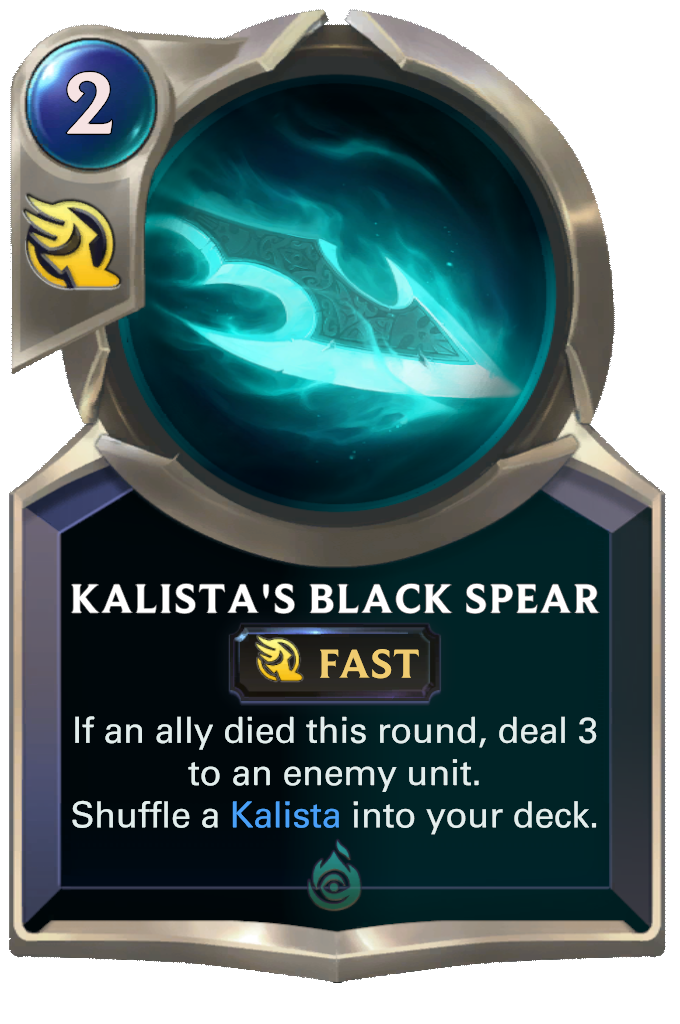 2
KALISTA'S BLACK SPEAR
FAST
If an ally died this round, deal 3
to an enemy unit.
Shuffle a Kalista into your deck.